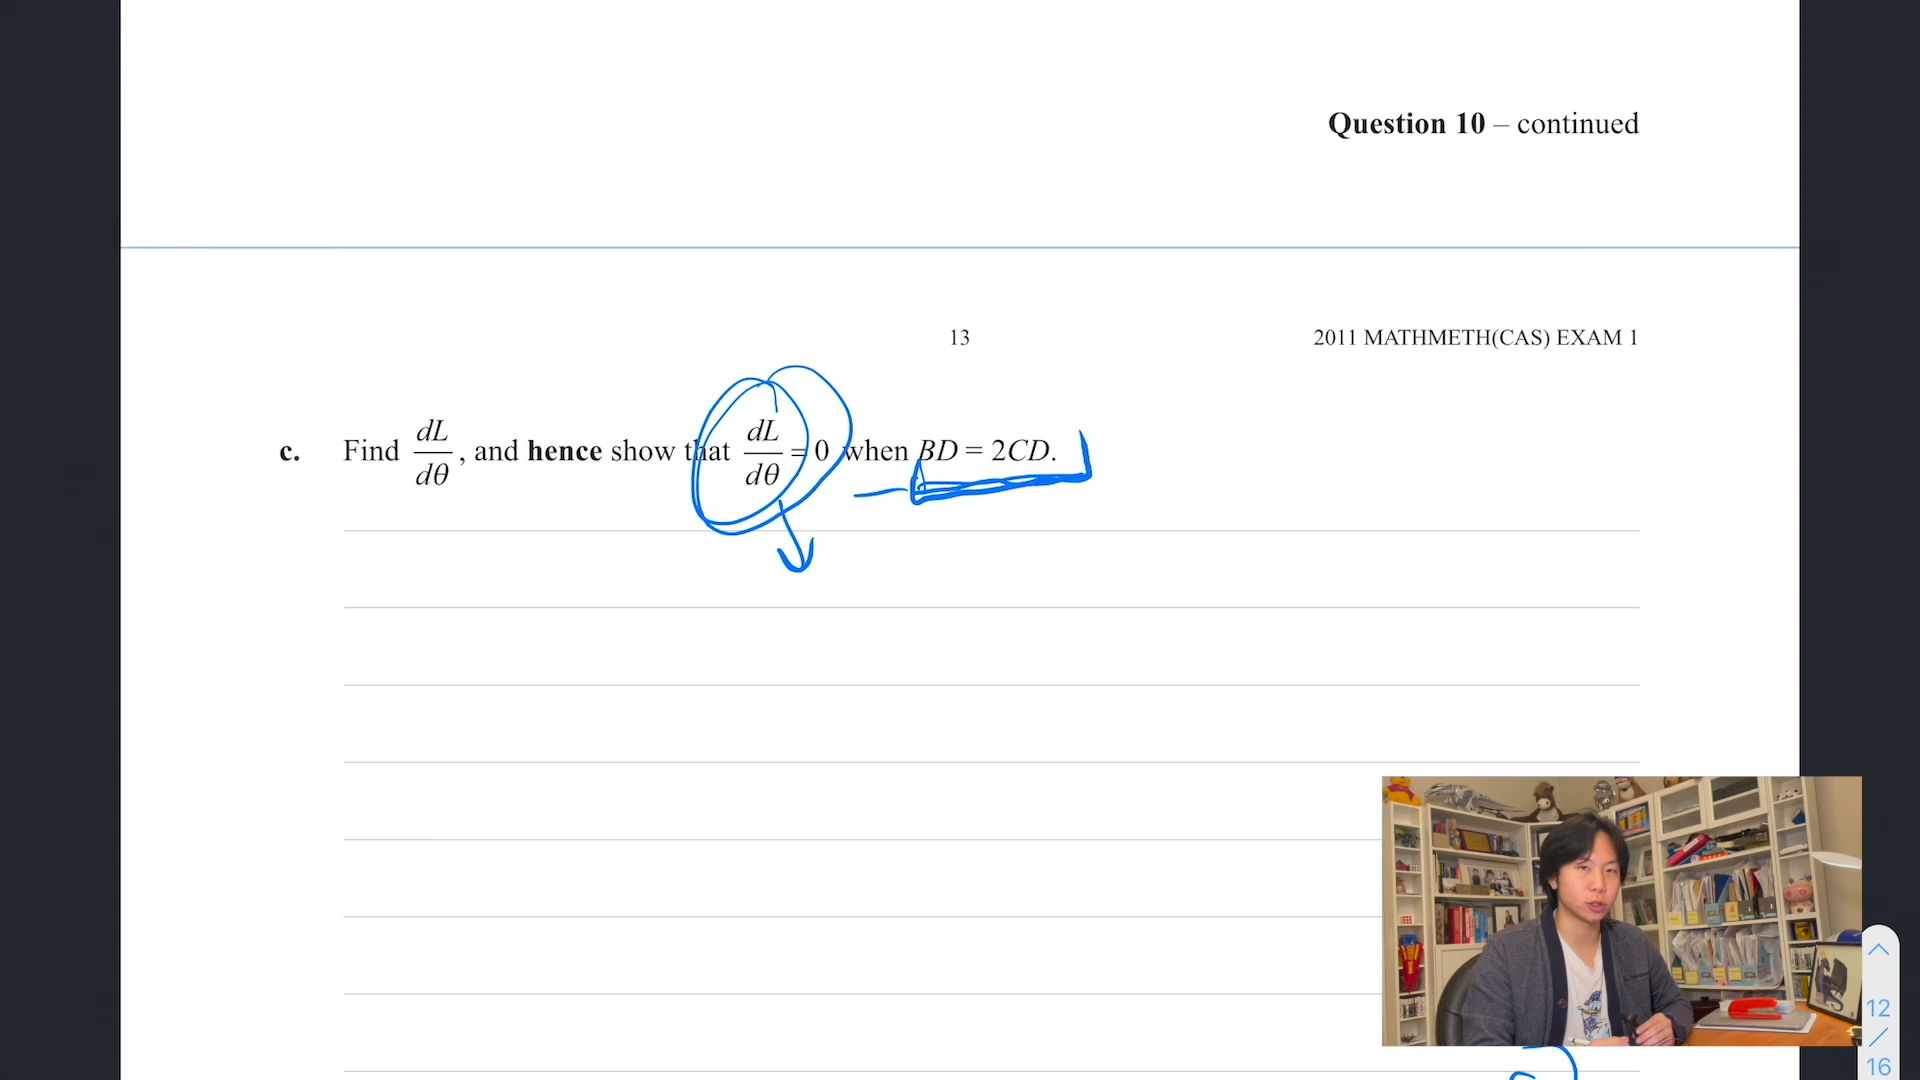 Question 10 – continued
13
2011 MATHMETH(CAS) EXAM 1
c. Find dL/dθ, and hence show that dL/dθ = 0 when BD = 2CD.
12
/
16